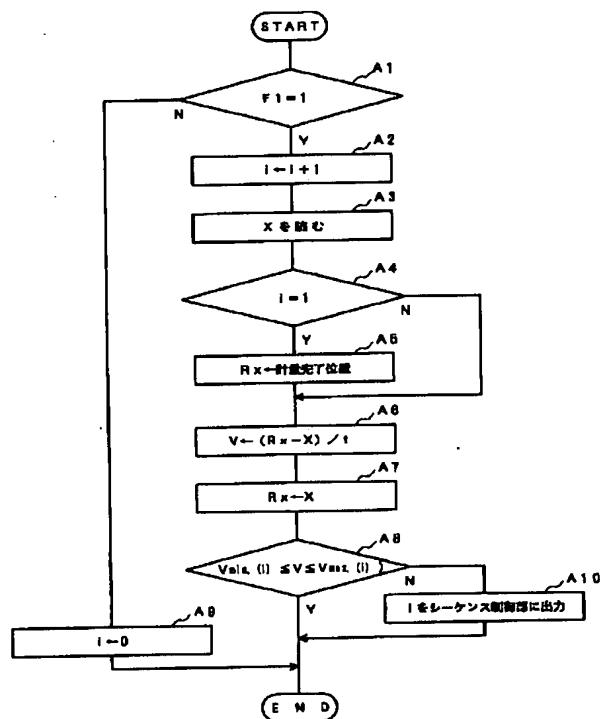 START
A1
F1=1
N
Y
A2
i←i+1
A3
Xを読む
A4
i=1
N
Y
A5
Rx←計量完了位置
A6
V←(Rx-X)/t
A7
Rx←X
A8
Vmin.(i)≦V≦Vmax.(i)
N
A10
Y
iをシーケンス制御部に出力
A9
i←0
END